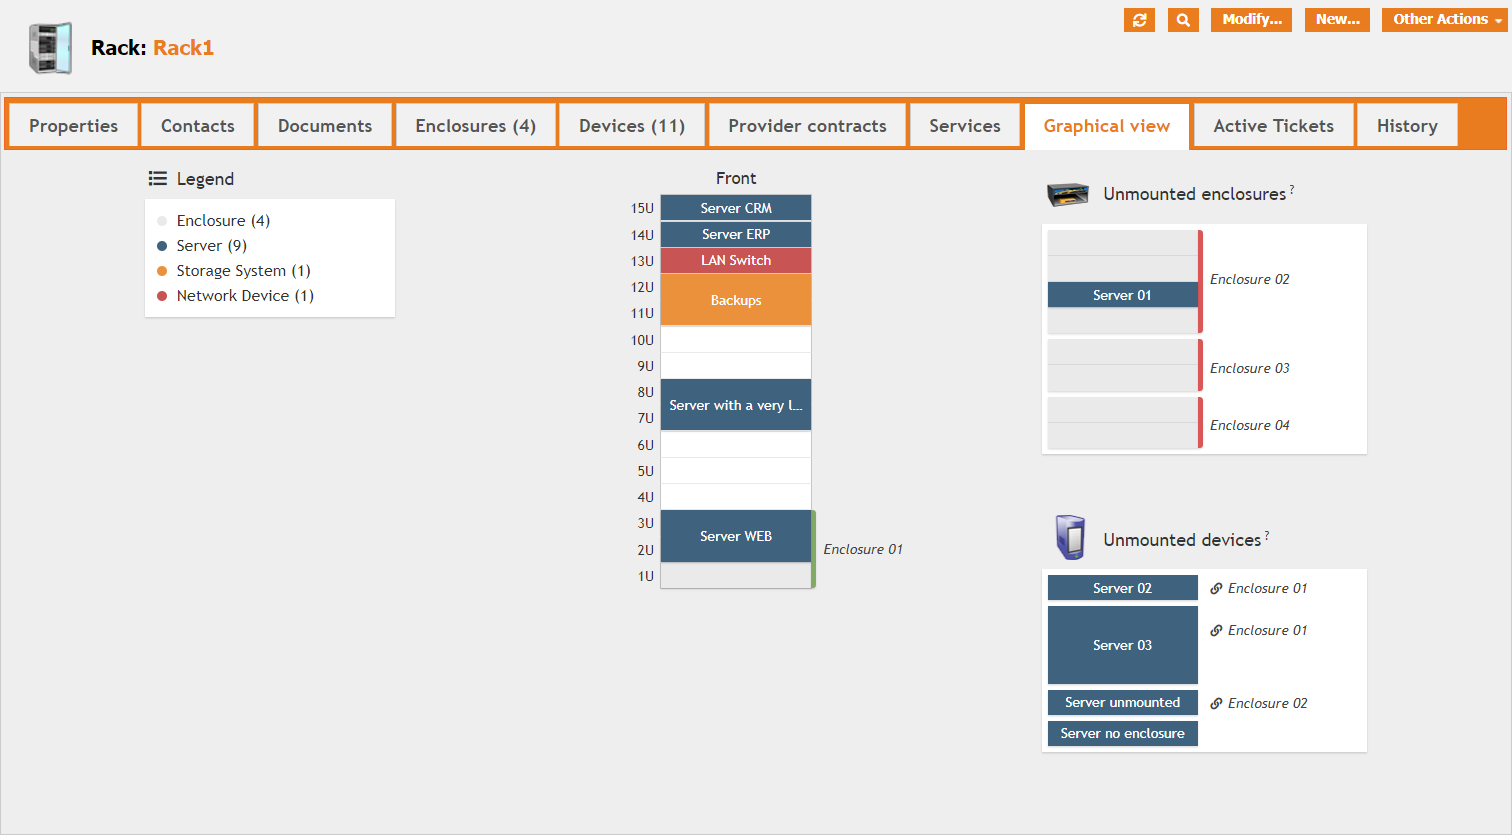 Rack: Rack1
Modify... New... Other Actions
Properties Contacts Documents Enclosures (4) Devices (11) Provider contracts Services Graphical view Active Tickets History
Legend
Enclosure (4)
Server (9)
Storage System (1)
Network Device (1)
Front
15U Server CRM
14U Server ERP
13U LAN Switch
12U
Backups
11U
10U
9U
8U
Server with a very l...
7U
6U
5U
4U
3U
Server WEB
2U Enclosure 01
1U
Unmounted enclosures ?
Enclosure 02
Server 01
Enclosure 03
Enclosure 04
Unmounted devices ?
Server 02 Enclosure 01
Enclosure 01
Server 03
Server unmounted Enclosure 02
Server no enclosure